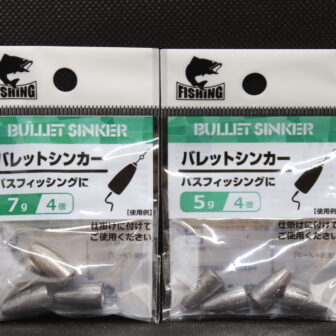 FISHING
BULLET SINKER
バレットシンカー
バスフィッシングに
7g 4個
【使用例】
仕掛けに付けて
ご使用ください
FISHING
BULLET SINKER
バレットシンカー
バスフィッシングに
5g 4個
【使用例】
仕掛けに付けて
ご使用ください